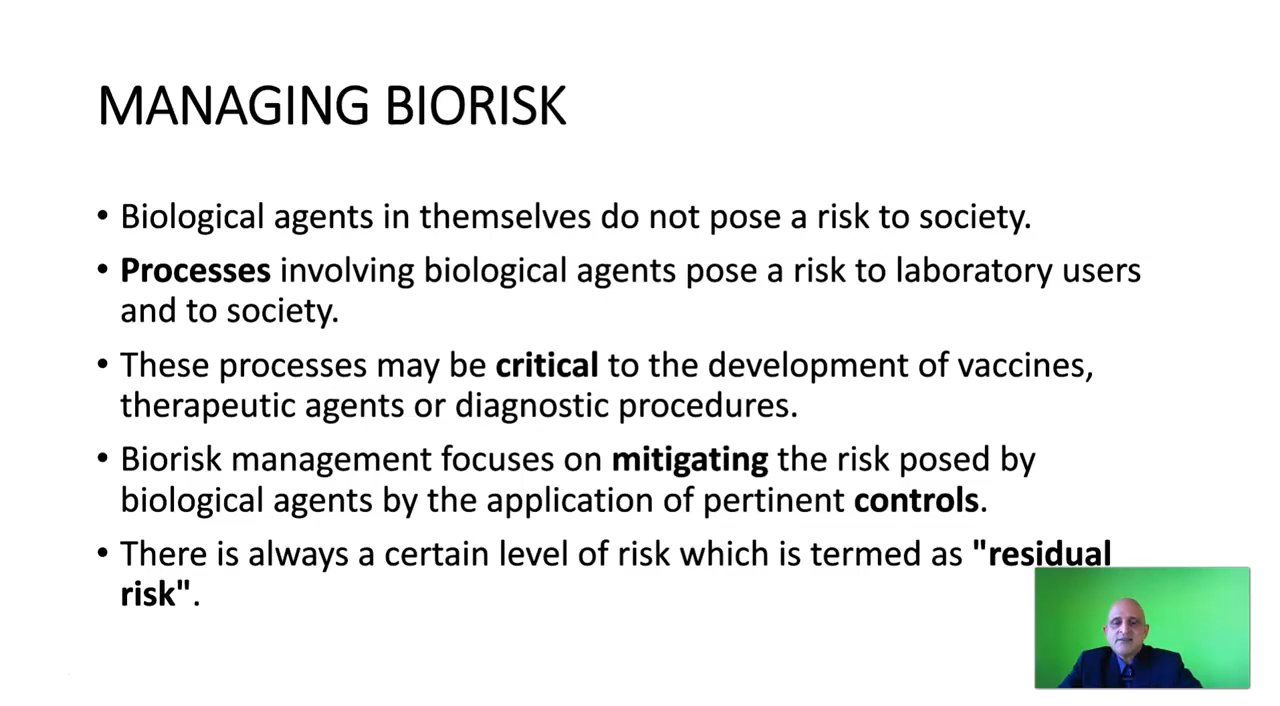 MANAGING BIORISK
• Biological agents in themselves do not pose a risk to society.
• Processes involving biological agents pose a risk to laboratory users
and to society.
• These processes may be critical to the development of vaccines,
therapeutic agents or diagnostic procedures.
• Biorisk management focuses on mitigating the risk posed by
biological agents by the application of pertinent controls.
• There is always a certain level of risk which is termed as "residual
risk".